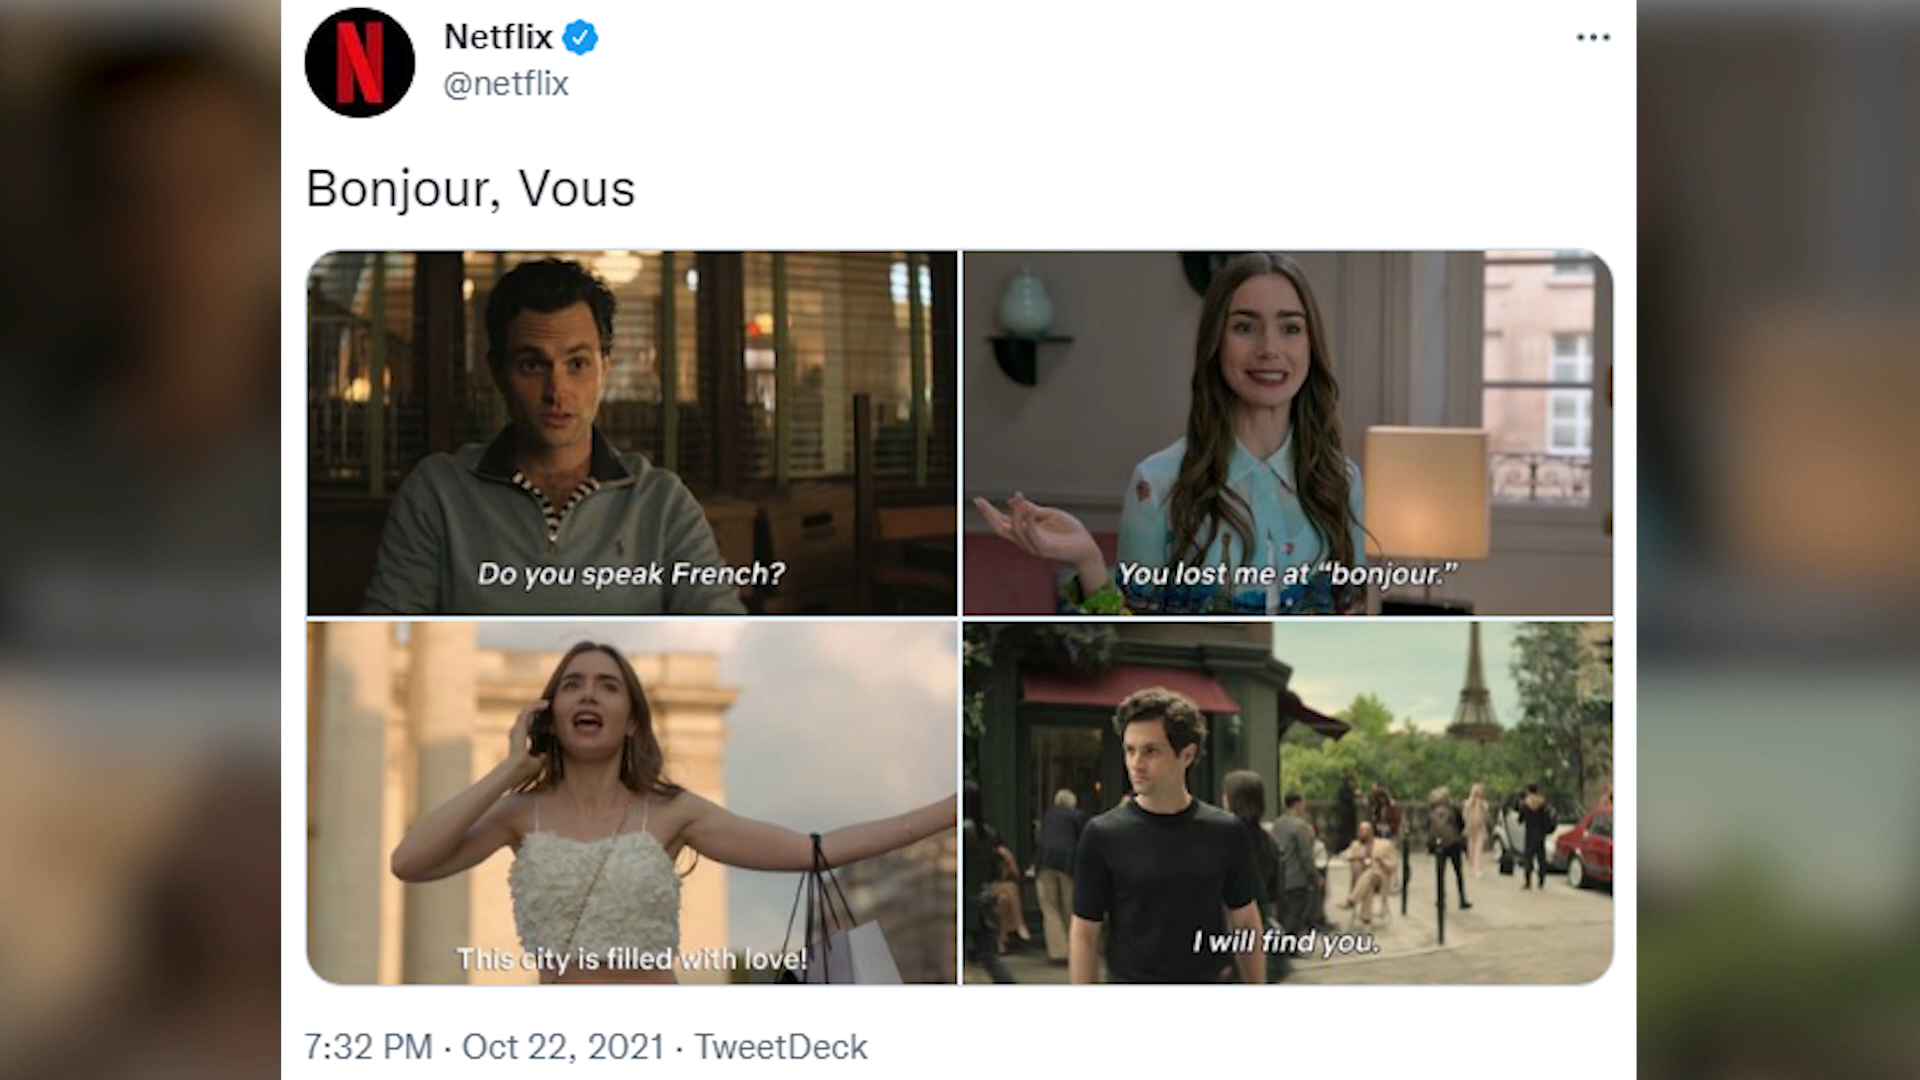 Netflix
@netflix
Bonjour, Vous
Do you speak French?
You lost me at “bonjour.”
This city is filled with love!
I will find you.
7:32 PM · Oct 22, 2021 · TweetDeck